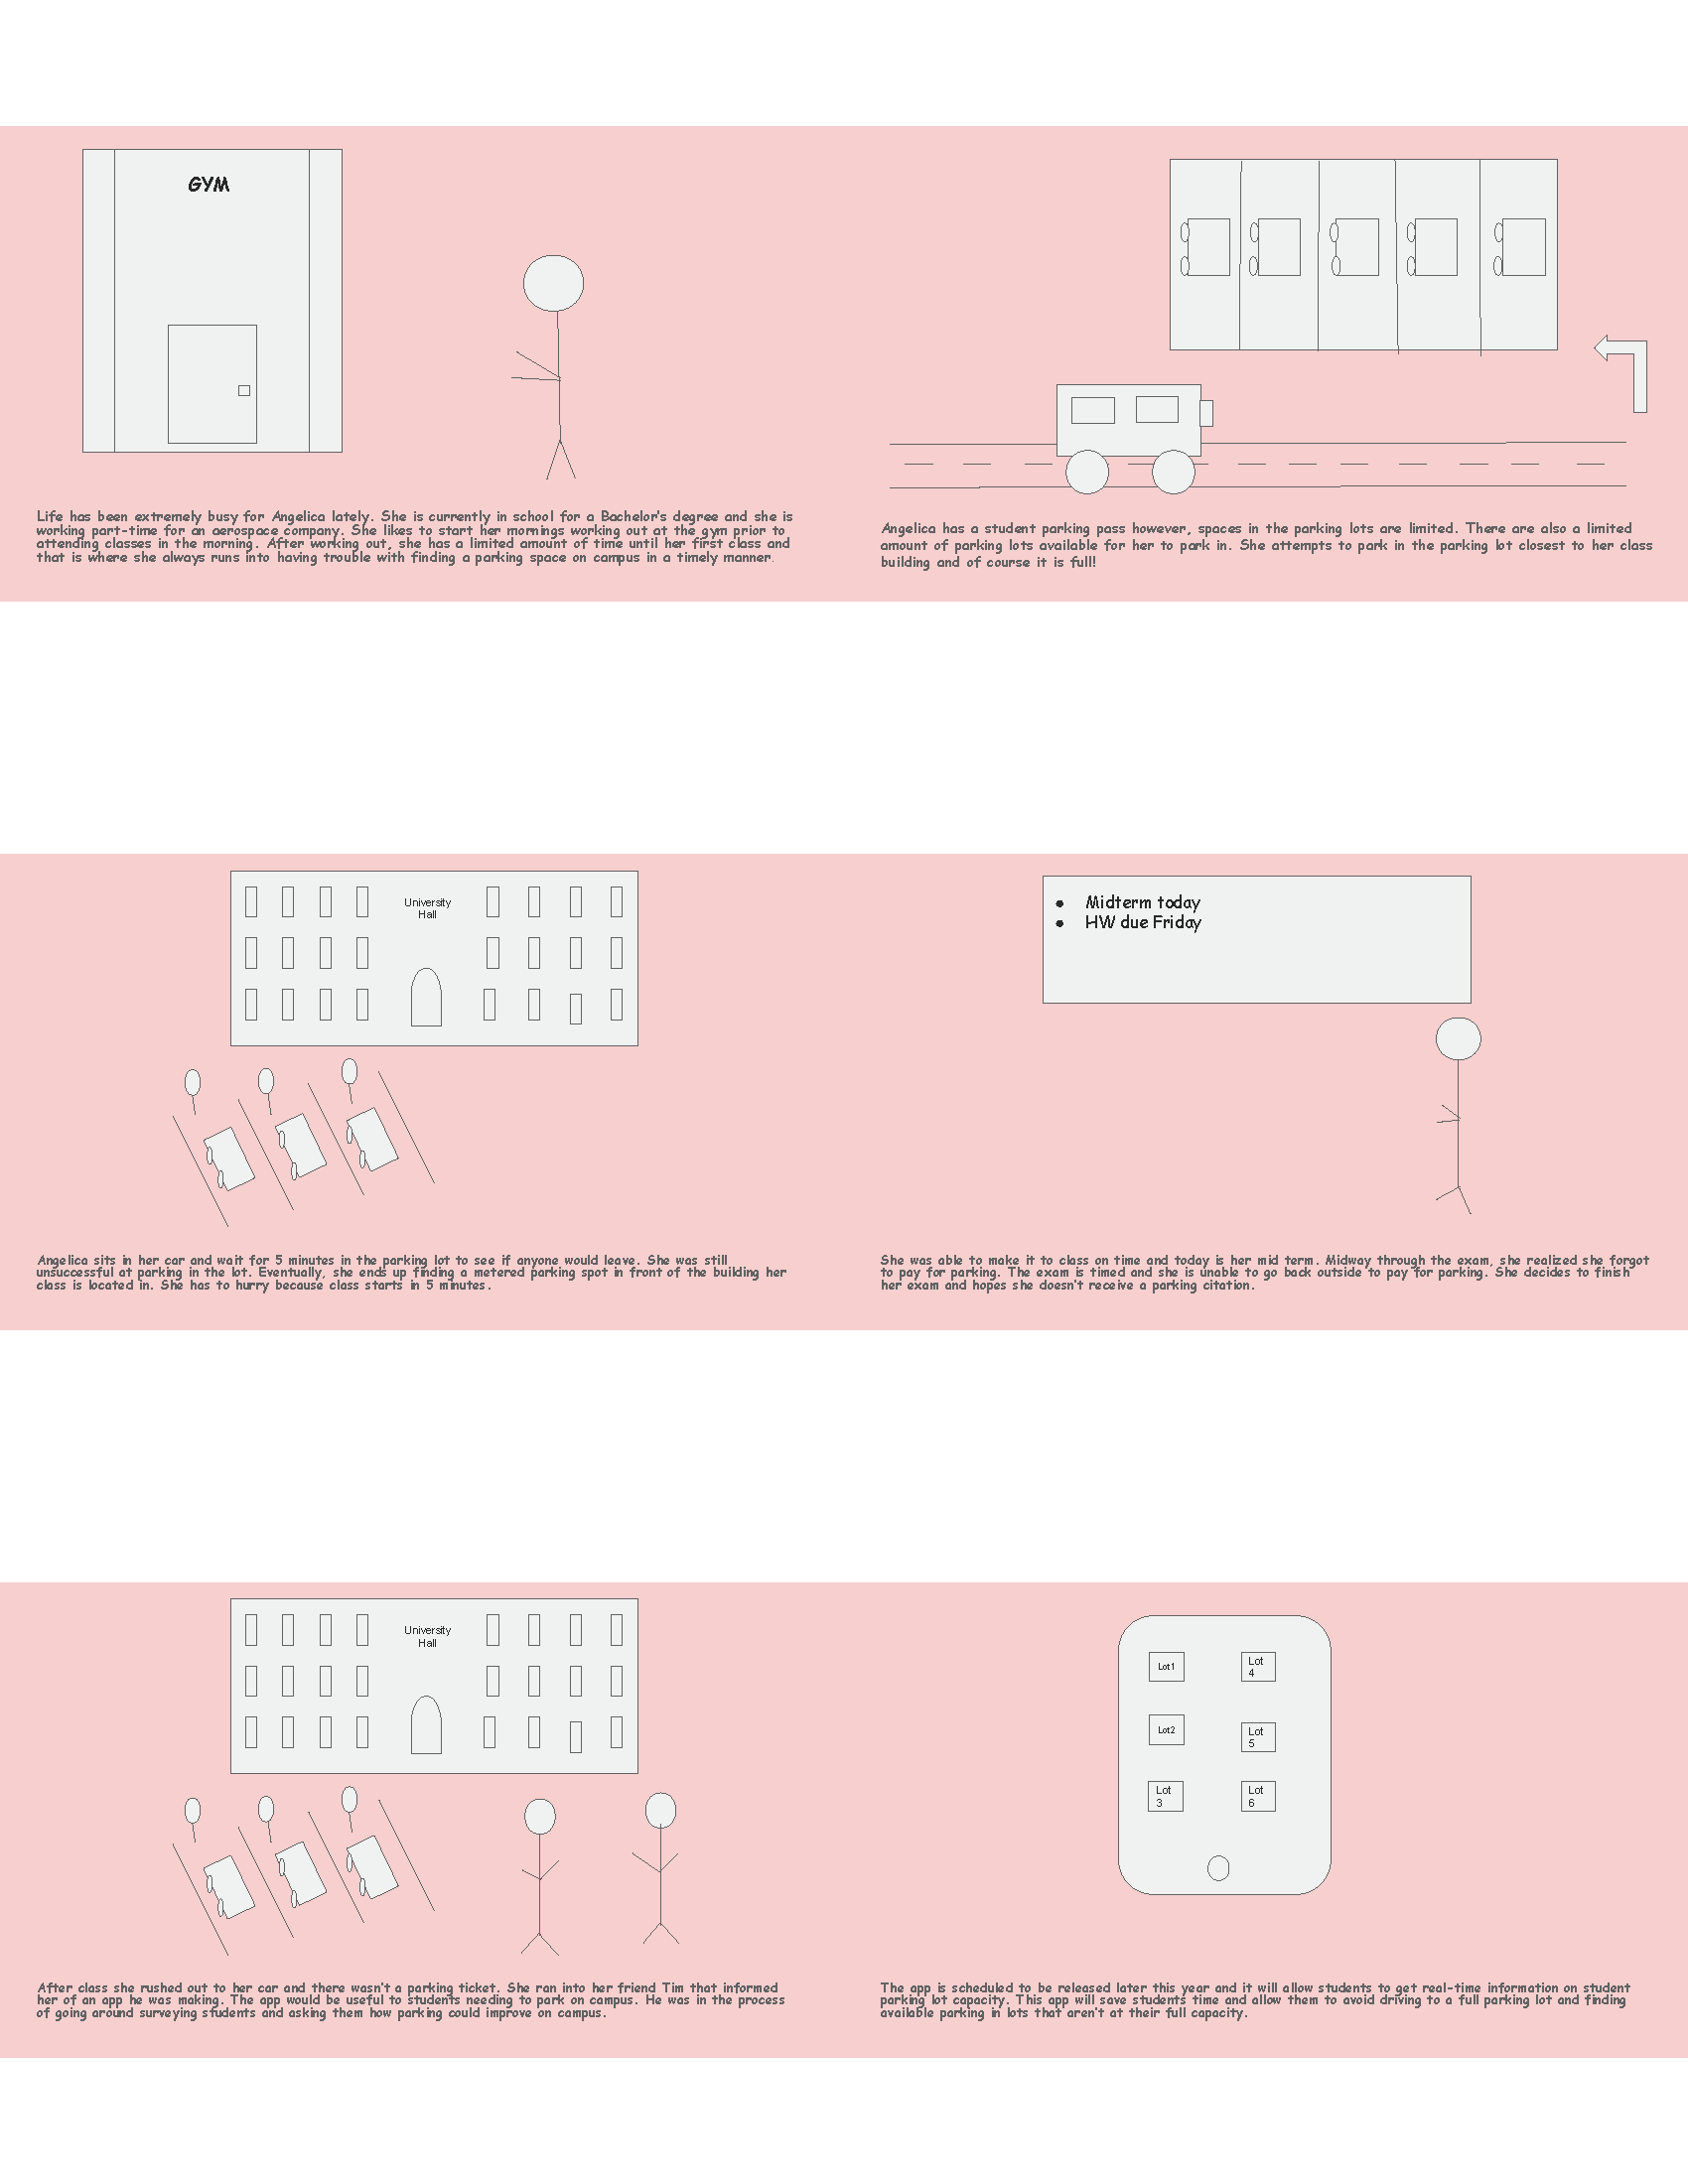 GYM
Life has been extremely busy for Angelica lately. She is currently in school for a Bachelor's degree and she is
working part-time for an aerospace company. She likes to start her mornings working out at the gym prior to
attending classes in the morning. After working out, she has a limited amount of time until her first class and
that is where she always runs into having trouble with finding a parking space on campus in a timely manner.
Angelica has a student parking pass however, spaces in the parking lots are limited. There are also a limited
amount of parking lots available for her to park in. She attempts to park in the parking lot closest to her class
building and of course it is full!
University
Hall
Angelica sits in her car and wait for 5 minutes in the parking lot to see if anyone would leave. She was still
unsuccessful at parking in the lot. Eventually, she ends up finding a metered parking spot in front of the building her
class is located in. She has to hurry because class starts in 5 minutes.
● Midterm today
● HW due Friday
She was able to make it to class on time and today is her mid term. Midway through the exam, she realized she forgot
to pay for parking. The exam is timed and she is unable to go back outside to pay for parking. She decides to finish
her exam and hopes she doesn't receive a parking citation.
University
Hall
After class she rushed out to her car and there wasn't a parking ticket. She ran into her friend Tim that informed
her of an app he was making. The app would be useful to students needing to park on campus. He was in the process
of going around surveying students and asking them how parking could improve on campus.
Lot1
Lot
4
Lot2
Lot
5
Lot
3
Lot
6
The app is scheduled to be released later this year and it will allow students to get real-time information on student
parking lot capacity. This app will save students time and allow them to avoid driving to a full parking lot and finding
available parking in lots that aren't at their full capacity.